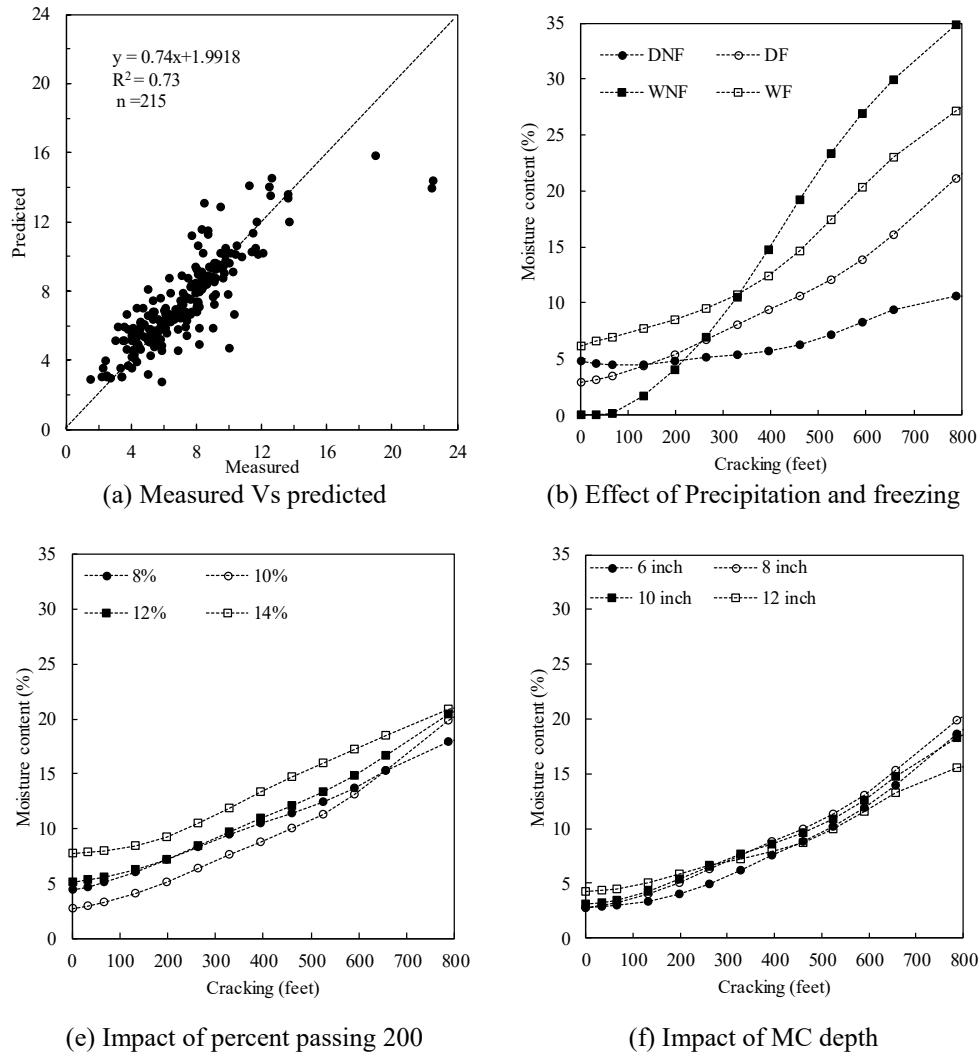 24
20
16
12
8
4
0
Predicted
y = 0.74x+1.9918
R² = 0.73
n =215
0 4 8 12 16 20 24
Measured
(a) Measured Vs predicted
35
30
25
20
15
10
5
0
Moisture content (%)
DNF DF
WNF WF
0 100 200 300 400 500 600 700 800
Cracking (feet)
(b) Effect of Precipitation and freezing
35
30
25
20
15
10
5
0
Moisture content (%)
8% 10%
12% 14%
0 100 200 300 400 500 600 700 800
Cracking (feet)
(e) Impact of percent passing 200
35
30
25
20
15
10
5
0
Moisture content (%)
6 inch 8 inch
10 inch 12 inch
0 100 200 300 400 500 600 700 800
Cracking (feet)
(f) Impact of MC depth